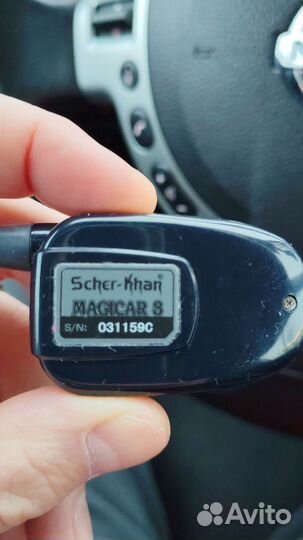 Scher-Khan®
MAGICAR 8
S/N: 031159C
Avito